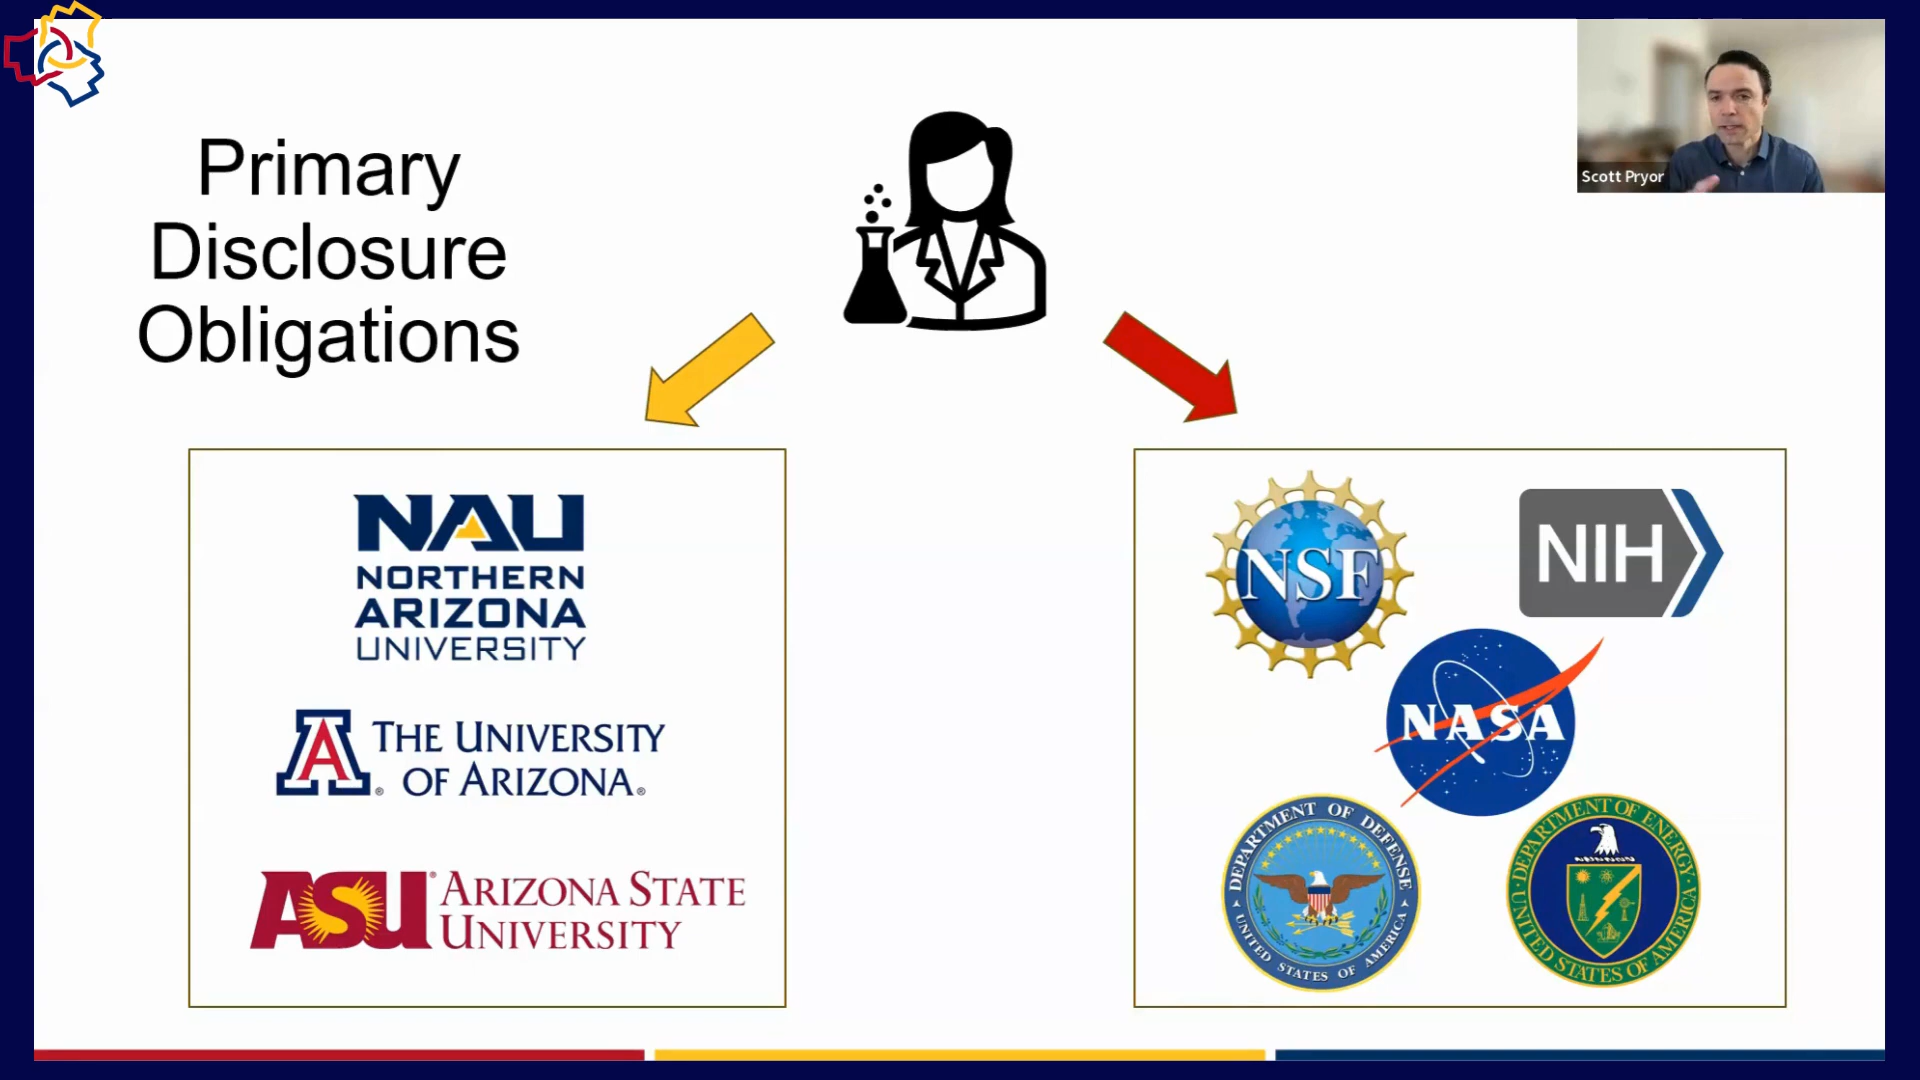 Primary
Disclosure
Obligations
Scott Pryor
NAU
NORTHERN
ARIZONA
UNIVERSITY
A THE UNIVERSITY
OF ARIZONA
ASU ARIZONA STATE
UNIVERSITY
NSF
NIH
NASA
DEPARTMENT OF DEFENSE
UNITED STATES OF AMERICA
DEPARTMENT OF ENERGY
UNITED STATES OF AMERICA